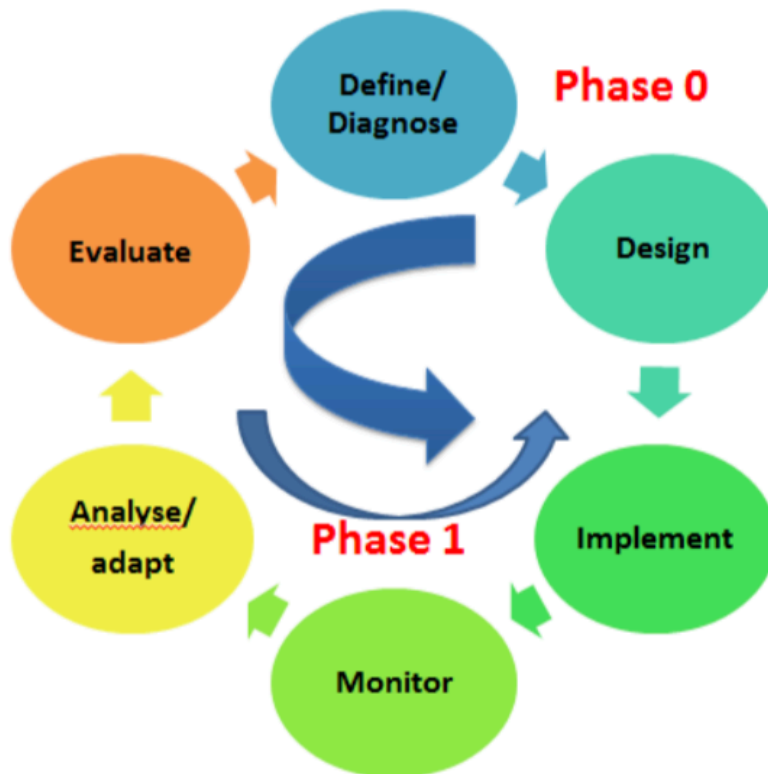 Define/
Diagnose
Phase 0
Design
Evaluate
Implement
Analyse/
adapt
Phase 1
Monitor